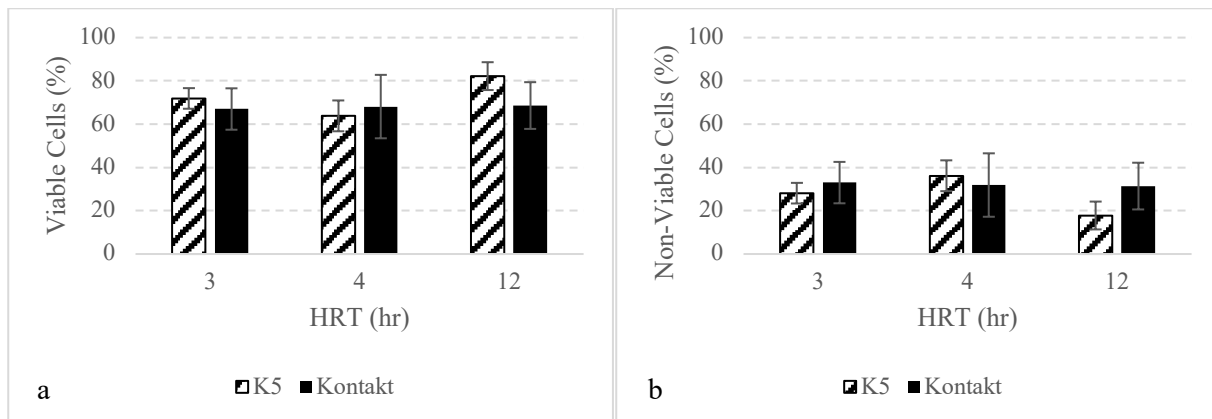 Viable Cells (%)
100
80
60
40
20
0
3 4 12
HRT (hr)
K5 Kontakt
a
Non-Viable Cells (%)
100
80
60
40
20
0
3 4 12
HRT (hr)
K5 Kontakt
b